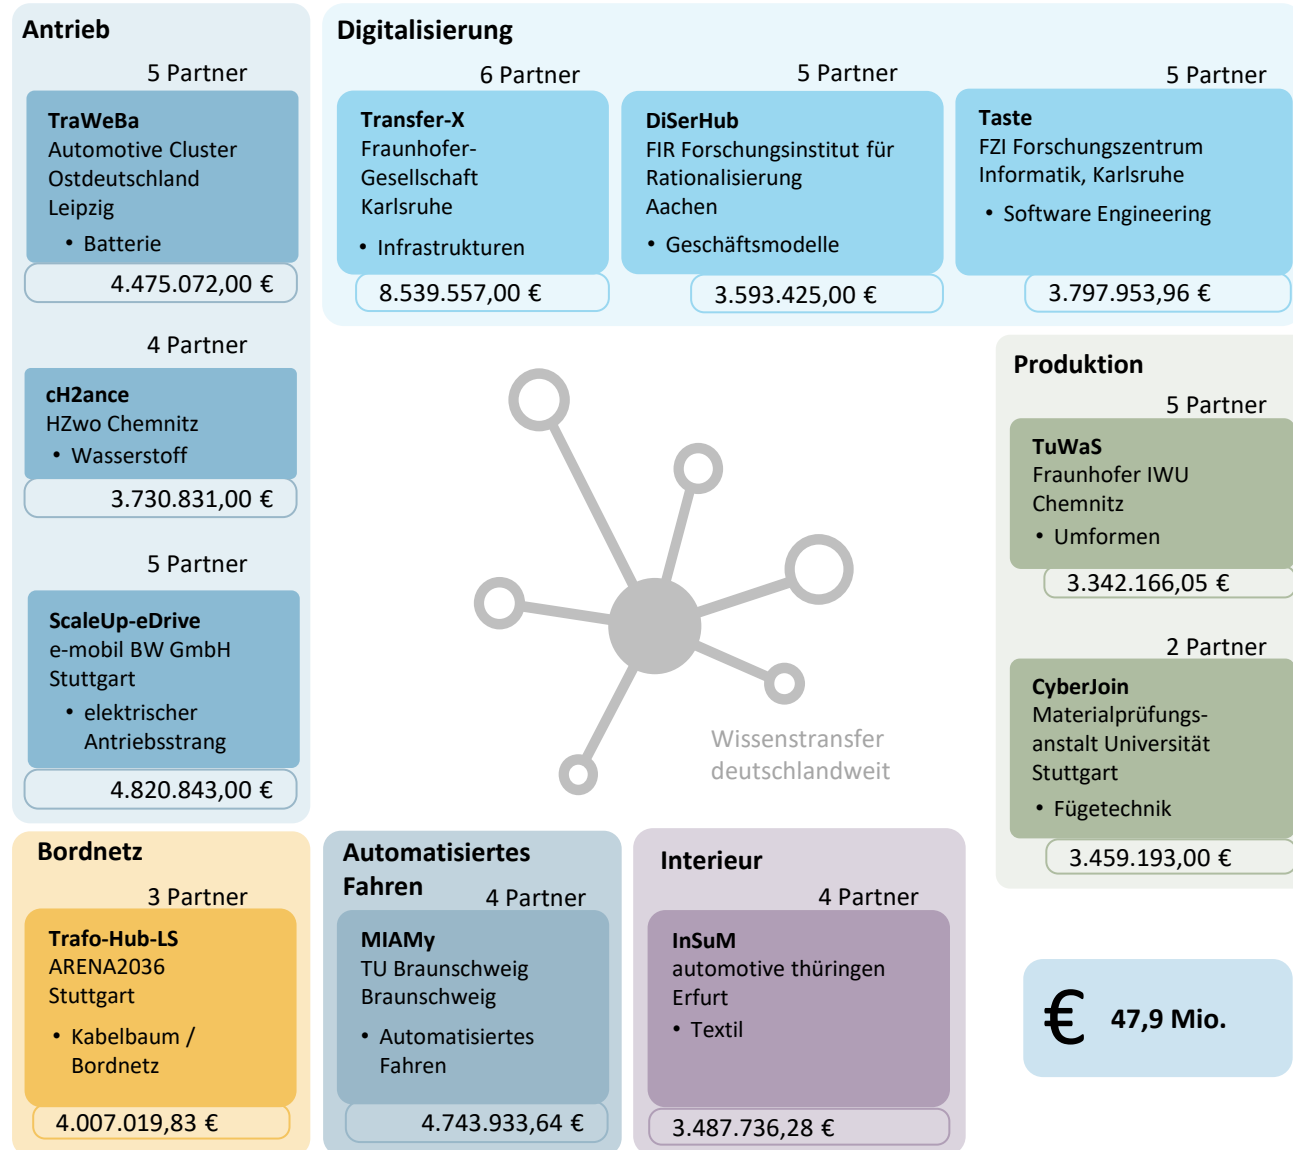 Antrieb
5 Partner
TraWeBa
Automotive Cluster
Ostdeutschland
Leipzig
• Batterie
4.475.072,00 €
4 Partner
cH2ance
HZwo Chemnitz
• Wasserstoff
3.730.831,00 €
5 Partner
ScaleUp-eDrive
e-mobil BW GmbH
Stuttgart
• elektrischer
Antriebsstrang
4.820.843,00 €
Digitalisierung
6 Partner
Transfer-X
Fraunhofer-
Gesellschaft
Karlsruhe
• Infrastrukturen
8.539.557,00 €
5 Partner
DiSerHub
FIR Forschungsinstitut für
Rationalisierung
Aachen
• Geschäftsmodelle
3.593.425,00 €
5 Partner
Taste
FZI Forschungszentrum
Informatik, Karlsruhe
• Software Engineering
3.797.953,96 €
Wissenstransfer
deutschlandweit
Produktion
5 Partner
TuWaS
Fraunhofer IWU
Chemnitz
• Umformen
3.342.166,05 €
2 Partner
CyberJoin
Materialprüfungs-
anstalt Universität
Stuttgart
• Fügetechnik
3.459.193,00 €
Bordnetz
3 Partner
Trafo-Hub-LS
ARENA2036
Stuttgart
• Kabelbaum /
Bordnetz
4.007.019,83 €
Automatisiertes
Fahren
4 Partner
MIAMy
TU Braunschweig
Braunschweig
• Automatisiertes
Fahren
4.743.933,64 €
Interieur
4 Partner
InSuM
automotive thüringen
Erfurt
• Textil
3.487.736,28 €
€ 47,9 Mio.